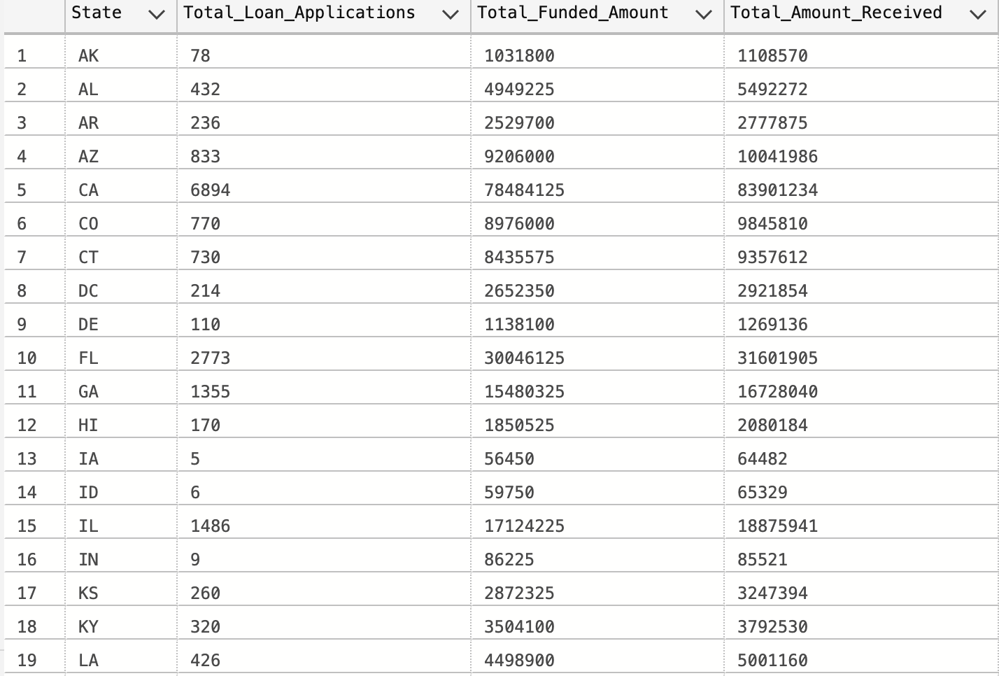 State Total_Loan_Applications Total_Funded_Amount Total_Amount_Received
1 AK 78 1031800 1108570
2 AL 432 4949225 5492272
3 AR 236 2529700 2777875
4 AZ 833 9206000 10041986
5 CA 6894 78484125 83901234
6 CO 770 8976000 9845810
7 CT 730 8435575 9357612
8 DC 214 2652350 2921854
9 DE 110 1138100 1269136
10 FL 2773 30046125 31601905
11 GA 1355 15480325 16728040
12 HI 170 1850525 2080184
13 IA 5 56450 64482
14 ID 6 59750 65329
15 IL 1486 17124225 18875941
16 IN 9 86225 85521
17 KS 260 2872325 3247394
18 KY 320 3504100 3792530
19 LA 426 4498900 5001160